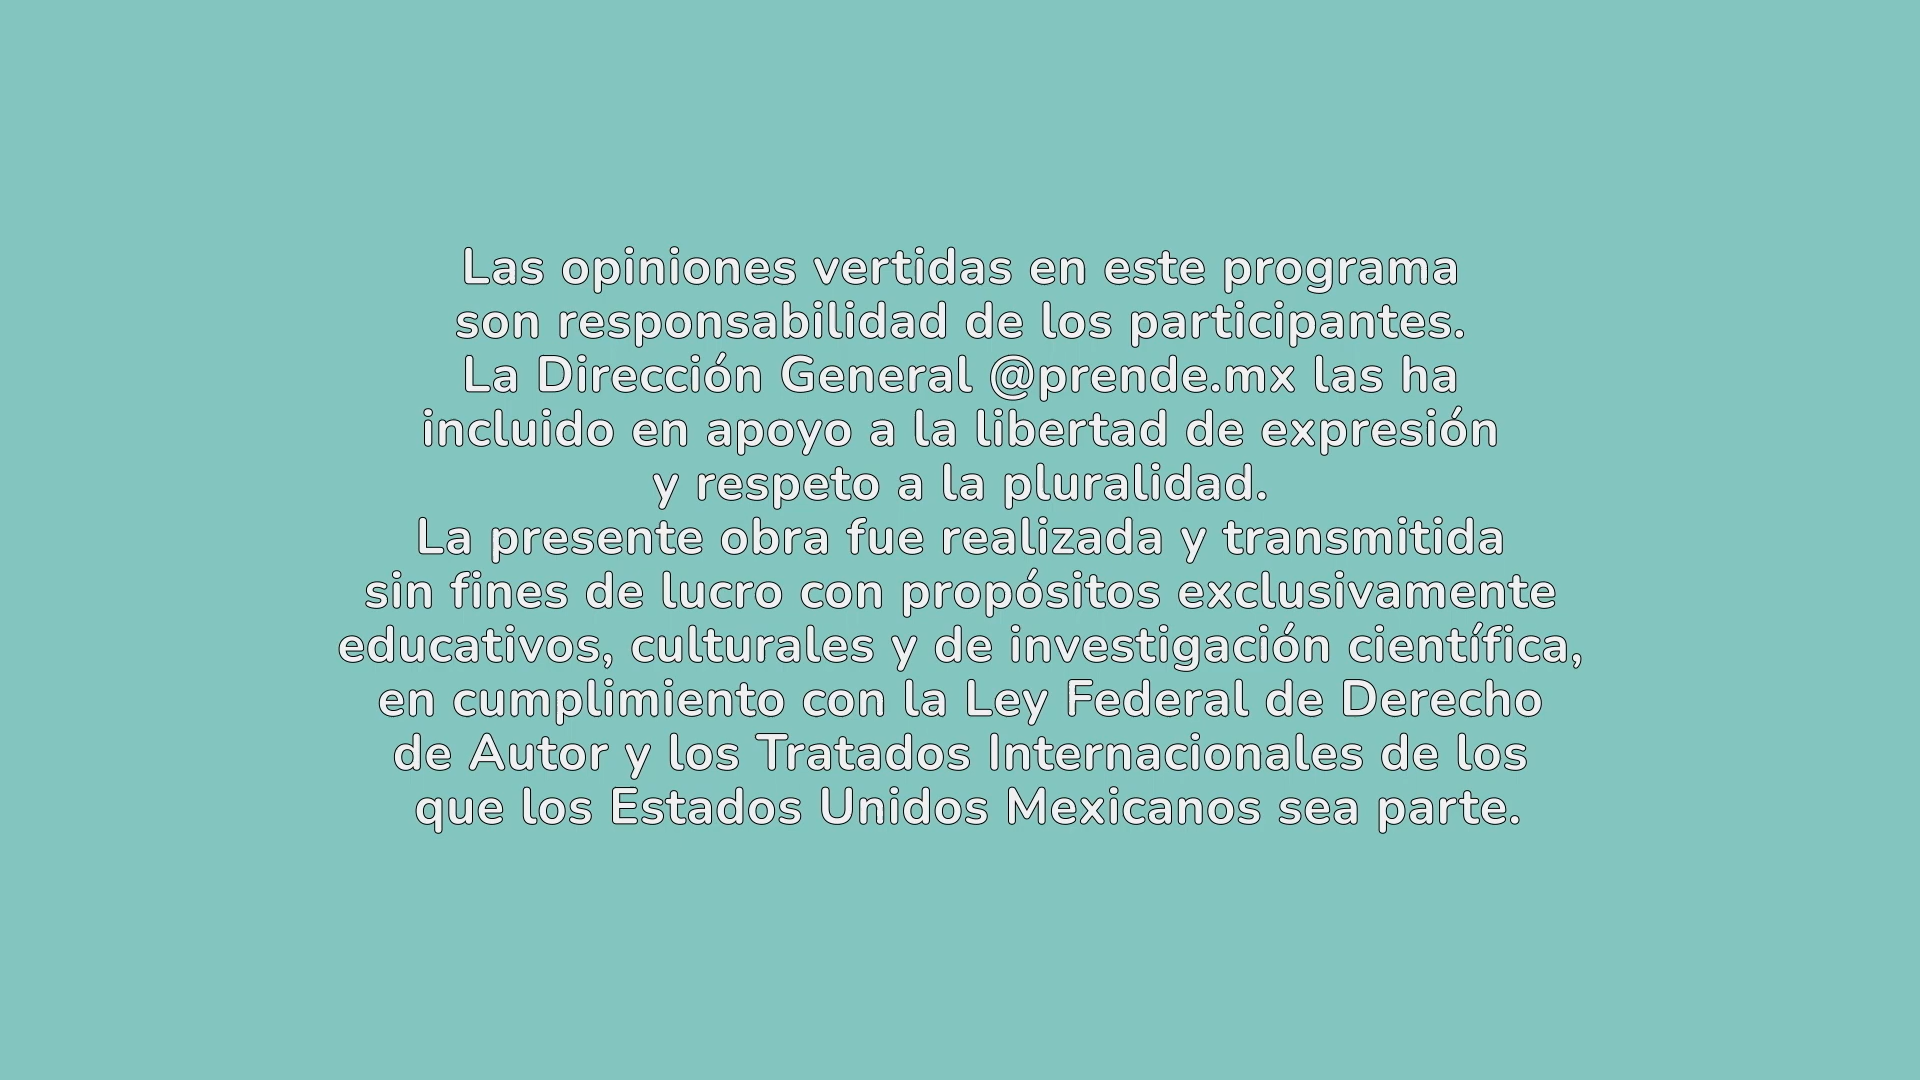 Las opiniones vertidas en este programa
son responsabilidad de los participantes.
La Dirección General @prende.mx las ha
incluido en apoyo a la libertad de expresión
y respeto a la pluralidad.
La presente obra fue realizada y transmitida
sin fines de lucro con propósitos exclusivamente
educativos, culturales y de investigación científica,
en cumplimiento con la Ley Federal de Derecho
de Autor y los Tratados Internacionales de los
que los Estados Unidos Mexicanos sea parte.